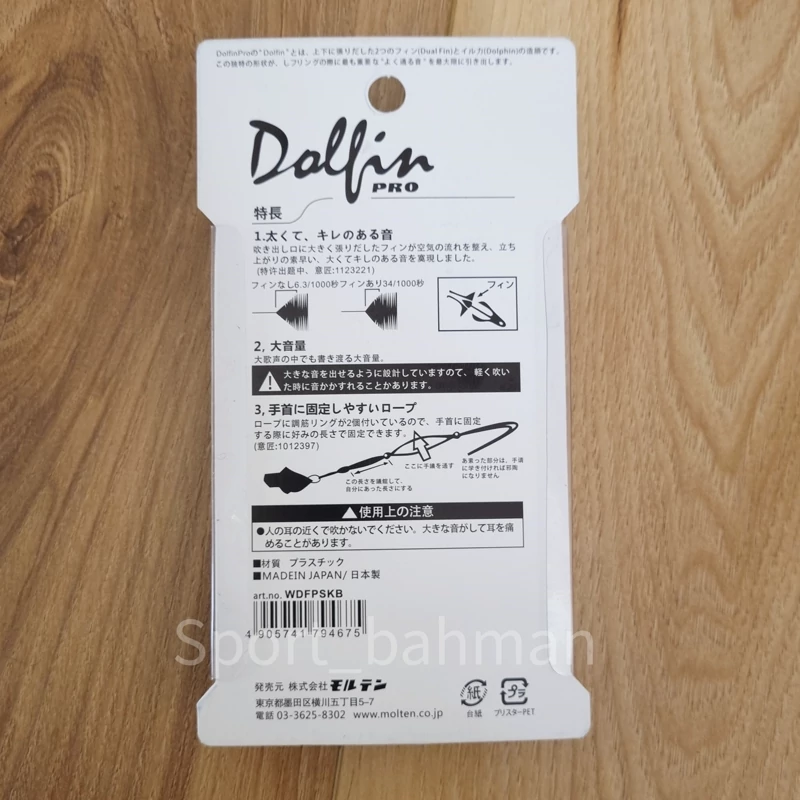 DolfinProの"Dolfin"とは、上下に張りだした2つのフィン(Dual Fin)とイルカ(Dolphin)の造語です。
この独特の形状が、レフリングの際に最も重要な"よく通る音"を最大限に引き出します。
Dolfin
PRO
特長
1.太くて、キレのある音
吹き出し口に大きく張りだしたフィンが空気の流れを整え、立ち
上がりの素早い、太くてキレのある音を実現しました。
(特许出题中、意匠:1123221)
フィンなし6.3/1000秒フィンあり34/1000秒
フィン
2, 大音量
大歌声の中でも書き渡る大音量。
大きな音を出せるように設計していますので、軽く吹い
た時に音かかすれることかあります。
3, 手首に固定しやすいロープ
ロープに調筋リングが2個付いているので、手首に固定
する際に好みの長さで固定できます。
(意匠:1012397)
ここに手首を通す
この長さを調能して、
自分にあった長さにする
使用上の注意
●人の耳の近くで吹かないでください。大きな音がして耳を痛
めることがあります。
■材質 プラスチック
■MADEIN JAPAN/日本製
art.no. WDFPSKB
4 905741 794675
Sport_bahman
発売元 株式会社 モルテン
東京都墨田区横川五丁目5–7
電話 03-3625-8302 www.molten.co.jp
紙
台紙
プラ
プリスターPET